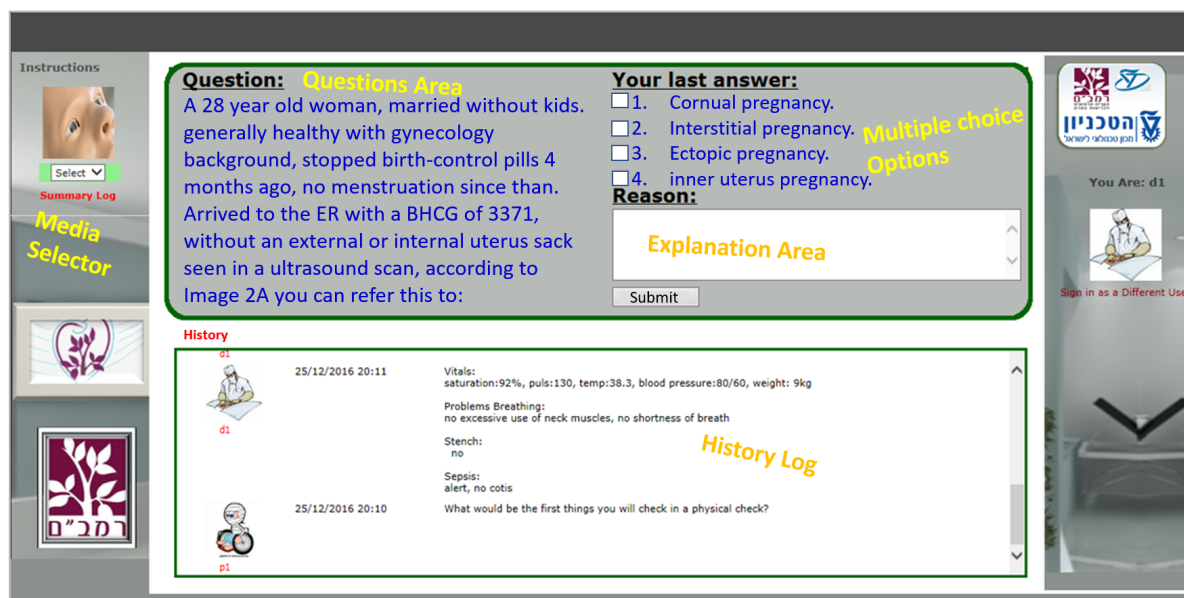 Instructions
Select
Summary Log
Media
Selector
רמב"ם
Question:
Questions Area
A 28 year old woman, married without kids.
generally healthy with gynecology
background, stopped birth-control pills 4
months ago, no menstruation since than.
Arrived to the ER with a BHCG of 3371,
without an external or internal uterus sack
seen in a ultrasound scan, according to
Image 2A you can refer this to:
Your last answer:
1. Cornual pregnancy.
2. Interstitial pregnancy.
3. Ectopic pregnancy.
4. inner uterus pregnancy.
Multiple choice
Options
Reason:
Explanation Area
Submit
History
d1
25/12/2016 20:11
Vitals:
saturation:92%, puls:130, temp:38.3, blood pressure:80/60, weight: 9kg
Problems Breathing:
no excessive use of neck muscles, no shortness of breath
Stench:
no
Sepsis:
alert, no cotis
d1
History Log
25/12/2016 20:10
What would be the first things you will check in a physical check?
p1
רמב"ם
הטכניון
מכון טכנולוגי לישראל
You Are: d1
Sign in as a Different Use